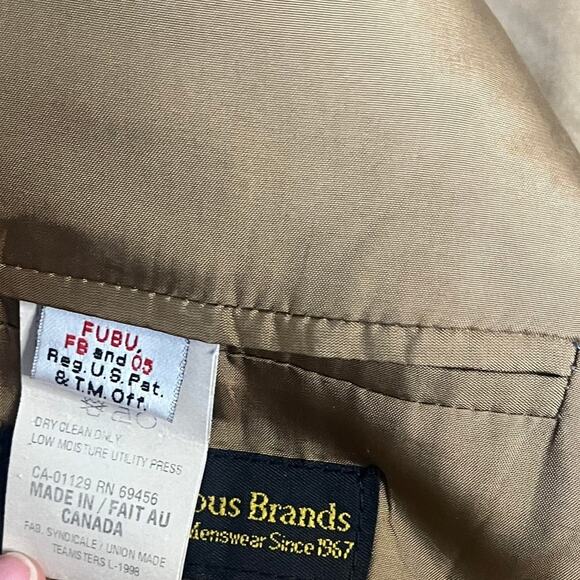 FUBU.
FB and 05
Reg. U.S. Pat.
& T.M. Off.
DRY CLEAN ONLY
LOW MOISTURE UTILITY PRESS
CA-01129 RN 69456
MADE IN / FAIT AU
CANADA
FAB. SYNDICALE / UNION MADE
TEAMSTERS L-1998
ous Brands
Menswear Since 1967